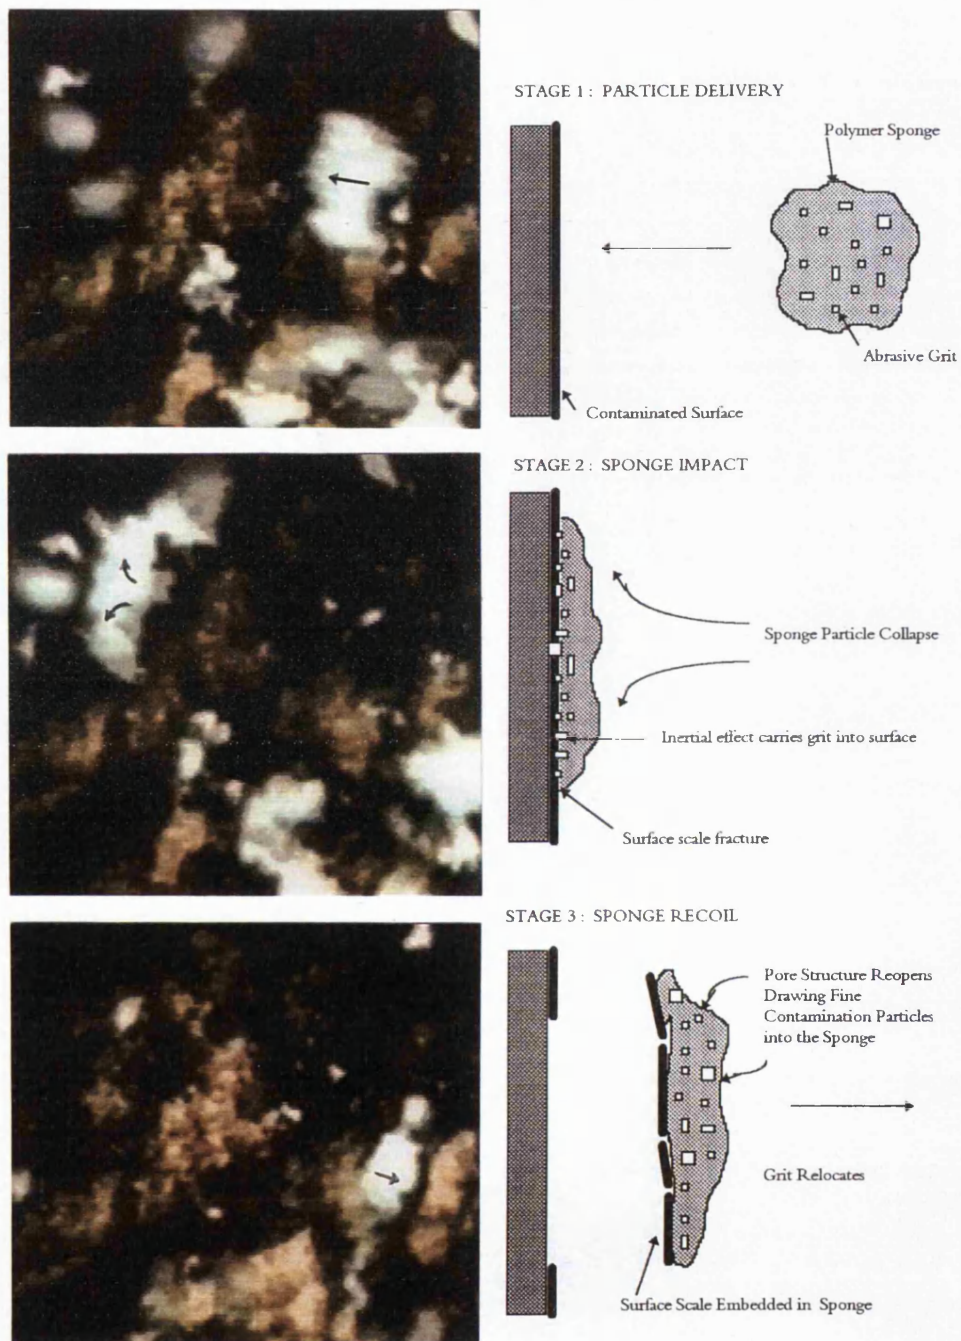 STAGE 1 : PARTICLE DELIVERY
Polymer Sponge
Abrasive Grit
Contaminated Surface
STAGE 2 : SPONGE IMPACT
Sponge Particle Collapse
Inertial effect carries grit into surface
Surface scale fracture
STAGE 3 : SPONGE RECOIL
Pore Structure Reopens
Drawing Fine
Contamination Particles
into the Sponge
Grit Relocates
Surface Scale Embedded in Sponge